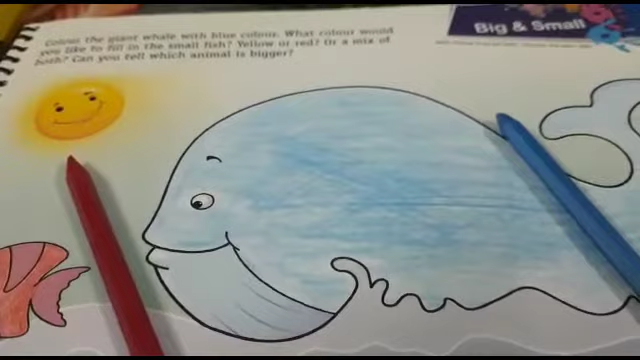 Colour the giant whale with blue colour. What colour would
you like to fill in the small fish? Yellow or red? Or a mix of
both? Can you tell which animal is bigger?
Big & Small